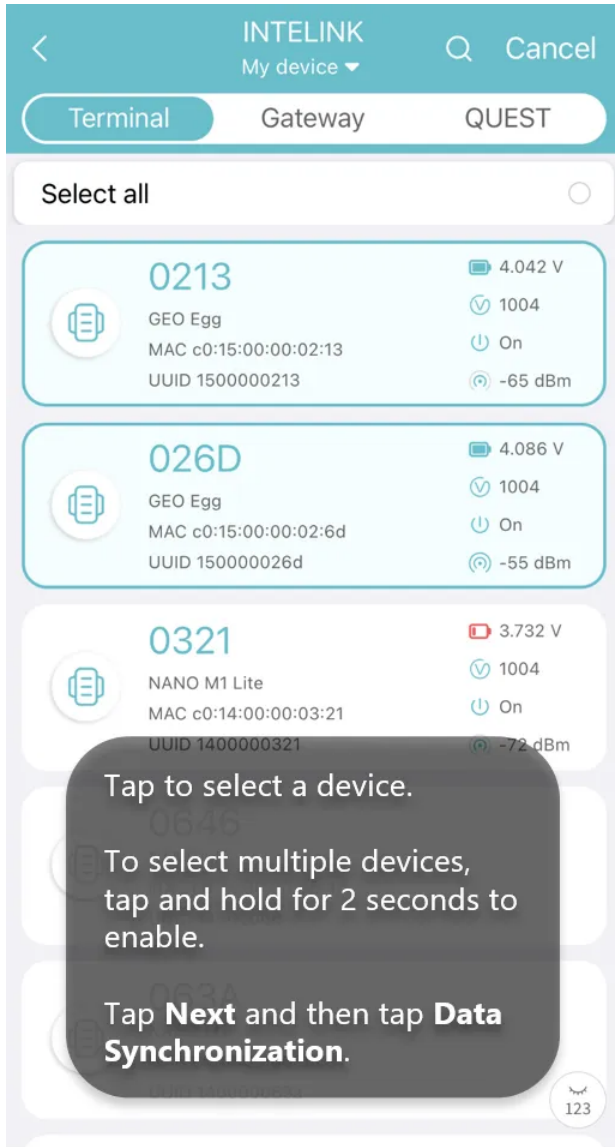 INTELINK
Cancel
My device
Terminal
Gateway
QUEST
Select all
0213
4.042 V
GEO Egg
1004
MAC c0:15:00:00:02:13
On
UUID 1500000213
-65 dBm
026D
4.086 V
GEO Egg
1004
MAC c0:15:00:00:02:6d
On
UUID 150000026d
-55 dBm
0321
3.732 V
NANO M1 Lite
1004
MAC c0:14:00:00:03:21
On
UUID 1400000321
-72 dBm
Tap to select a device.
0646
To select multiple devices,
tap and hold for 2 seconds to
enable.
063A
Tap Next and then tap Data
Synchronization.
123